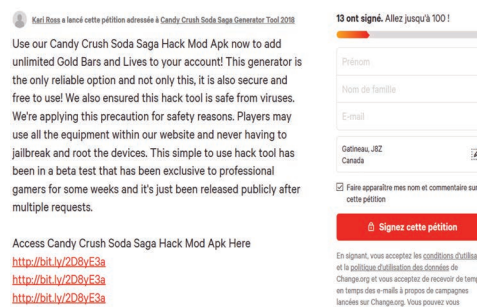 Kari Ross a lancé cette pétition adressée à Candy Crush Soda Saga Generator Tool 2018
Use our Candy Crush Soda Saga Hack Mod Apk now to add
unlimited Gold Bars and Lives to your account! This generator is
the only reliable option and not only this, it is also secure and
free to use! We also ensured this hack tool is safe from viruses.
We're applying this precaution for safety reasons. Players may
use all the equipment within our website and never having to
jailbreak and root the devices. This simple to use hack tool has
been in a beta test that has been exclusive to professional
gamers for some weeks and it's just been released publicly after
multiple requests.
Access Candy Crush Soda Saga Hack Mod Apk Here
http://bit.ly/2D8yE3a
http://bit.ly/2D8yE3a
http://bit.ly/2D8yE3a
13 ont signé. Allez jusqu'à 100 !
Prénom
Nom de famille
E-mail
Gatineau, J8Z
Canada
Faire apparaître mes nom et commentaire sur
cette pétition
Signez cette pétition
En signant, vous acceptez les conditions d'utilisa
et la politique d'utilisation des données de
Change.org et vous acceptez de recevoir de temp
en temps des e-mails à propos de campagnes
lancées sur Change.org. Vous pouvez vous